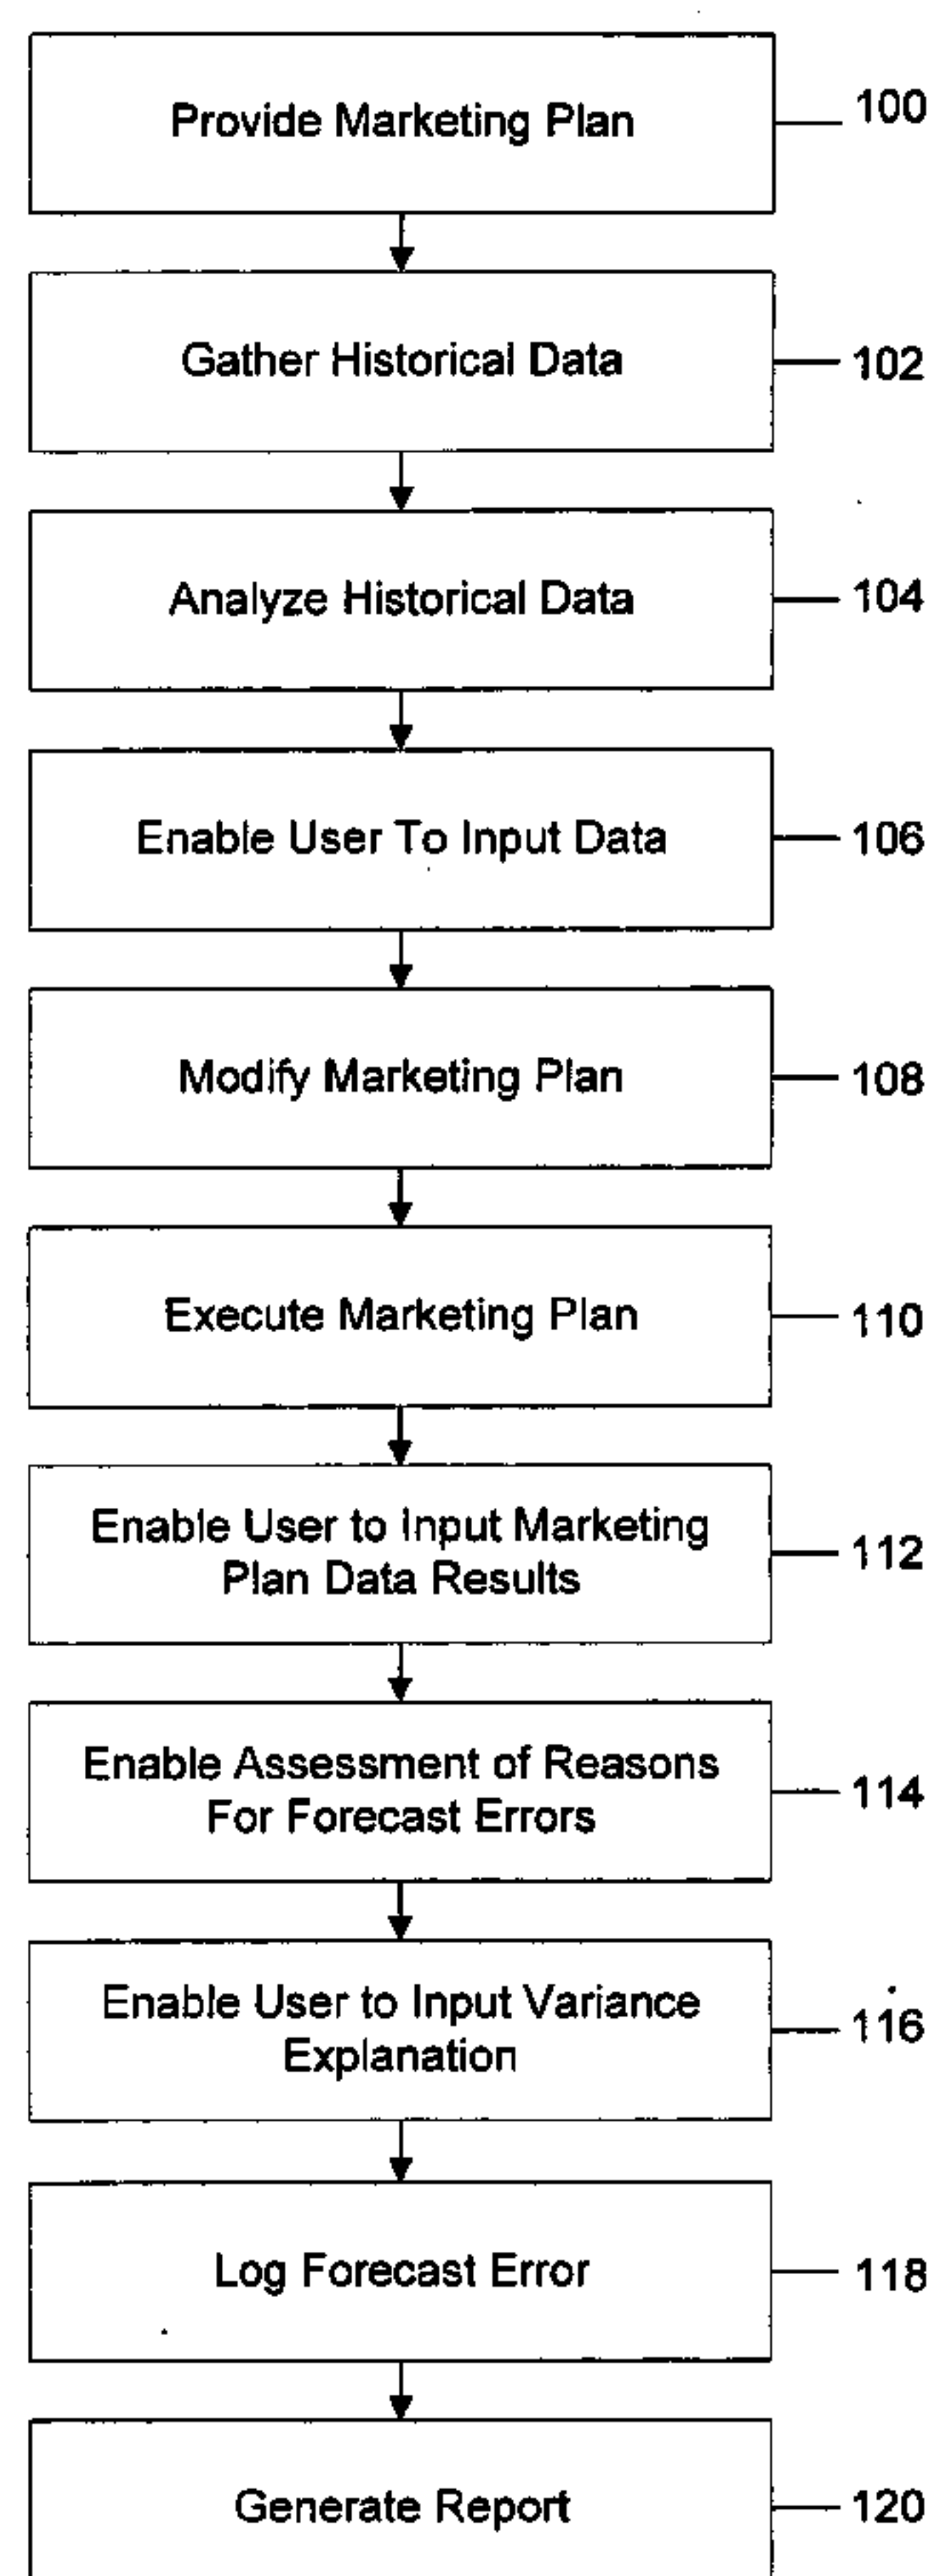 Provide Marketing Plan
100
Gather Historical Data
102
Analyze Historical Data
104
Enable User To Input Data
106
Modify Marketing Plan
108
Execute Marketing Plan
110
Enable User to Input Marketing
Plan Data Results
112
Enable Assessment of Reasons
For Forecast Errors
114
Enable User to Input Variance
Explanation
116
Log Forecast Error
118
Generate Report
120